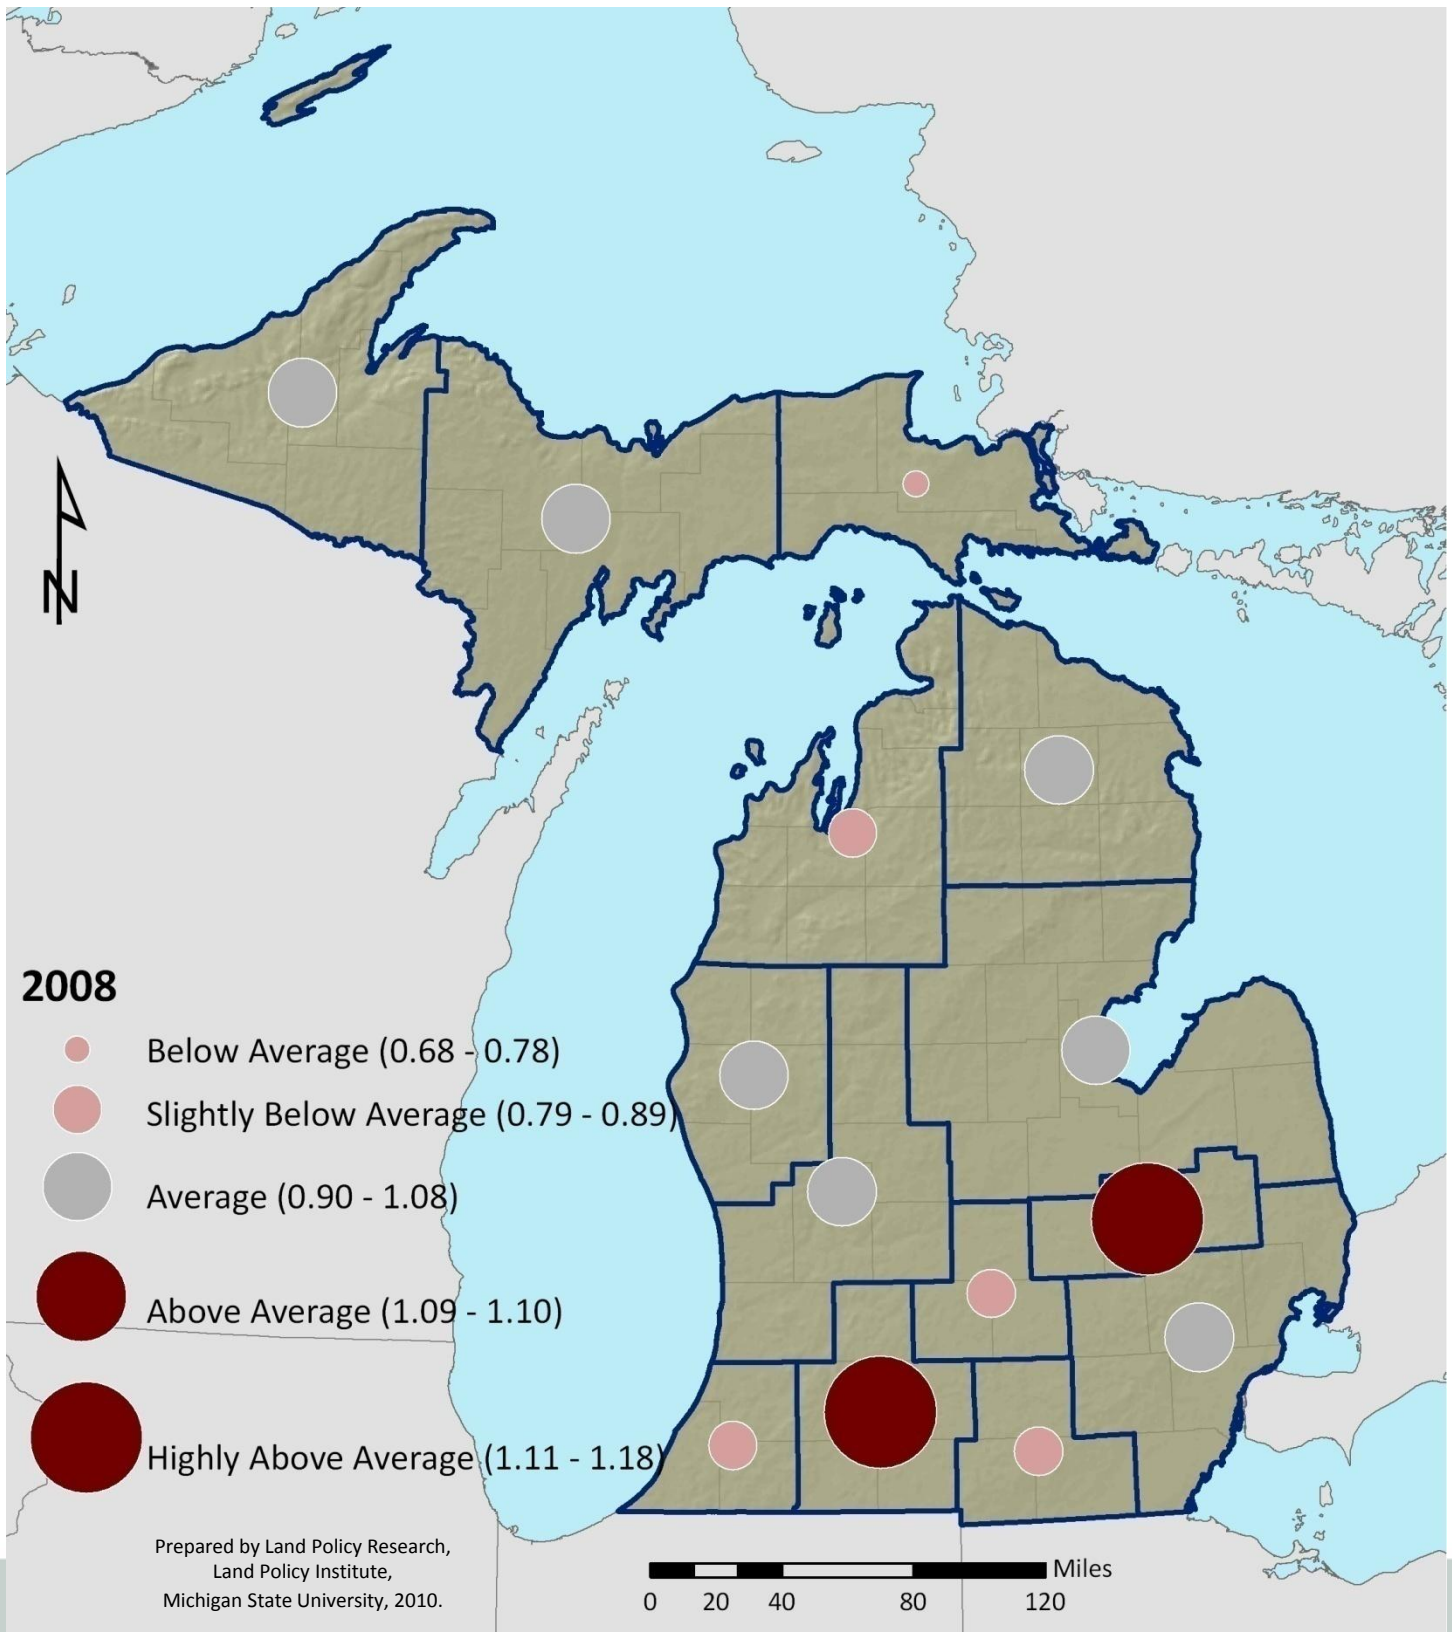 N
2008
Below Average (0.68 - 0.78)
Slightly Below Average (0.79 - 0.89)
Average (0.90 - 1.08)
Above Average (1.09 - 1.10)
Highly Above Average (1.11 - 1.18)
Prepared by Land Policy Research,
Land Policy Institute,
Michigan State University, 2010.
Miles
0 20 40 80 120